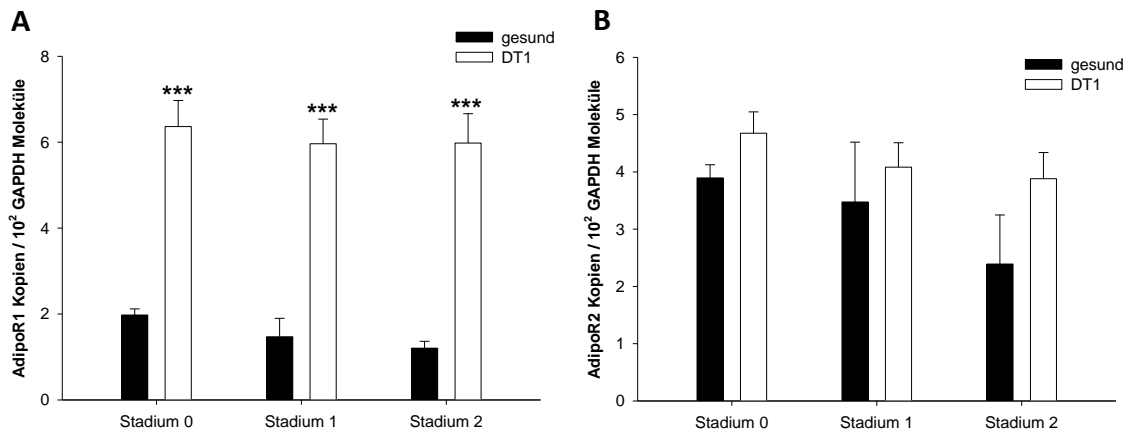 A
gesund
DT1
AdipoR1 Kopien / 10² GAPDH Moleküle
8
6
4
2
0
***
***
***
Stadium 0
Stadium 1
Stadium 2
B
gesund
DT1
AdipoR2 Kopien / 10² GAPDH Moleküle
6
5
4
3
2
1
0
Stadium 0
Stadium 1
Stadium 2